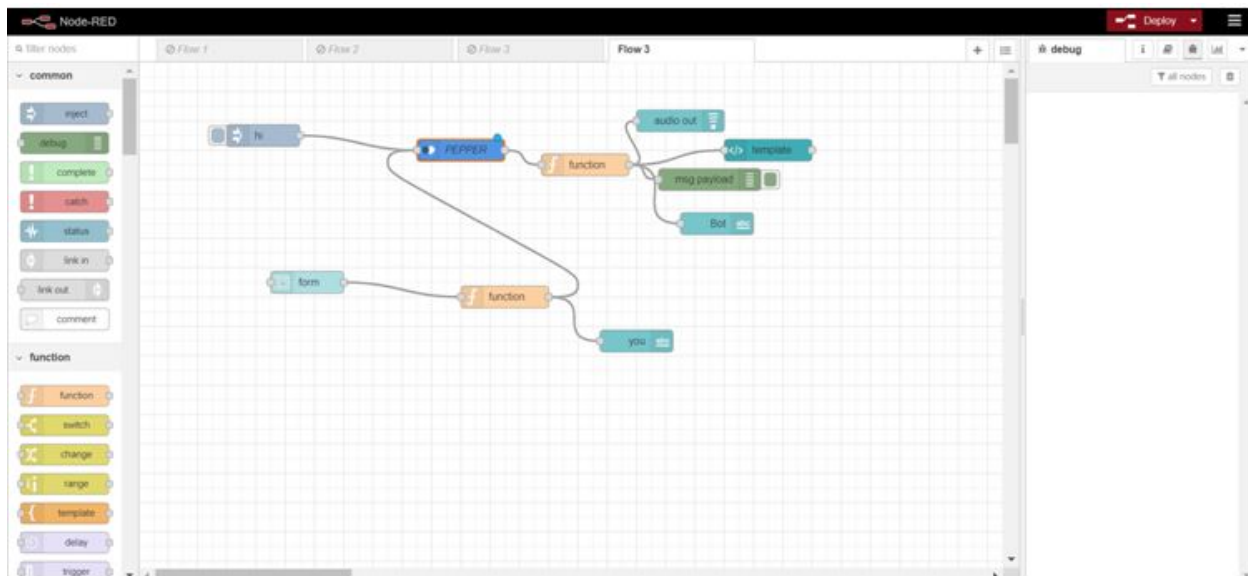 Node-RED
Deploy
filter nodes
Flow 1
Flow 2
Flow 3
Flow 3
debug
i
all nodes
common
inject
debug
complete
catch
status
link in
link out
comment
function
function
switch
change
range
template
delay
trigger
hi
PEPPER
function
audio out
template
msg payload
Bot abc
form
function
you abc